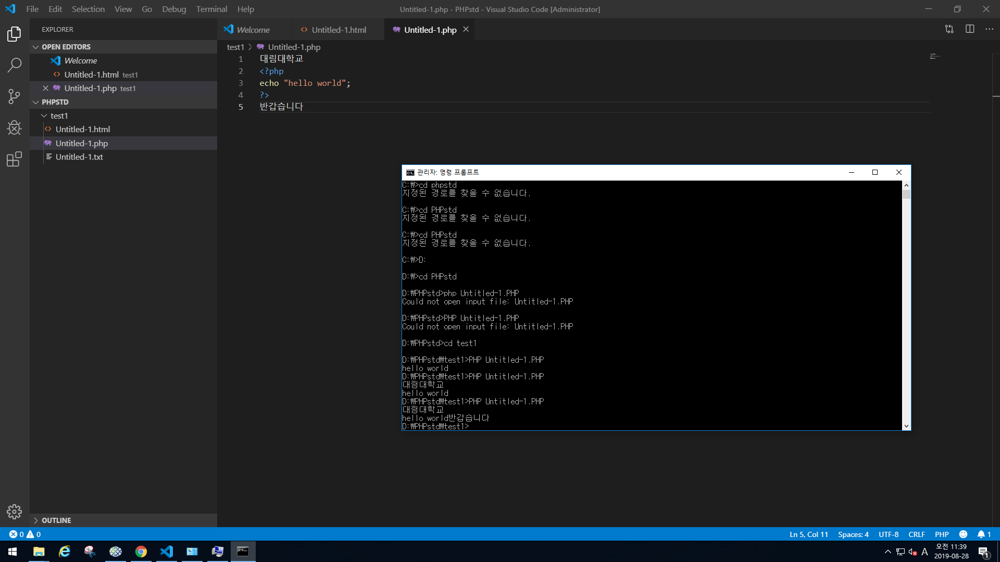 File Edit Selection View Go Debug Terminal Help
Untitled-1.php - PHPstd - Visual Studio Code [Administrator]
EXPLORER
OPEN EDITORS
Welcome
Untitled-1.html test1
Untitled-1.php test1
PHPSTD
test1
Untitled-1.html
Untitled-1.php
Untitled-1.txt
OUTLINE
Welcome
Untitled-1.html
Untitled-1.php
test1 > Untitled-1.php
1 대림대학교
2 <?php
3 echo "hello world";
4 ?>
5 반갑습니다
관리자: 명령 프롬프트
C:₩>cd phpstd
지정된 경로를 찾을 수 없습니다.
C:₩>cd PHPstd
지정된 경로를 찾을 수 없습니다.
C:₩>cd PHPstd
지정된 경로를 찾을 수 없습니다.
C:₩>D:
D:₩>cd PHPstd
D:₩PHPstd>php Untitled-1.PHP
Could not open input file: Untitled-1.PHP
D:₩PHPstd>PHP Untitled-1.PHP
Could not open input file: Untitled-1.PHP
D:₩PHPstd>cd test1
D:₩PHPstd₩test1>PHP Untitled-1.PHP
hello world
D:₩PHPstd₩test1>PHP Untitled-1.PHP
대림대학교
hello world
D:₩PHPstd₩test1>PHP Untitled-1.PHP
대림대학교
hello world반갑습니다
D:₩PHPstd₩test1>
0 0
Ln 5, Col 11 Spaces: 4 UTF-8 CRLF PHP 1
A
오전 11:39
2019-08-28
1